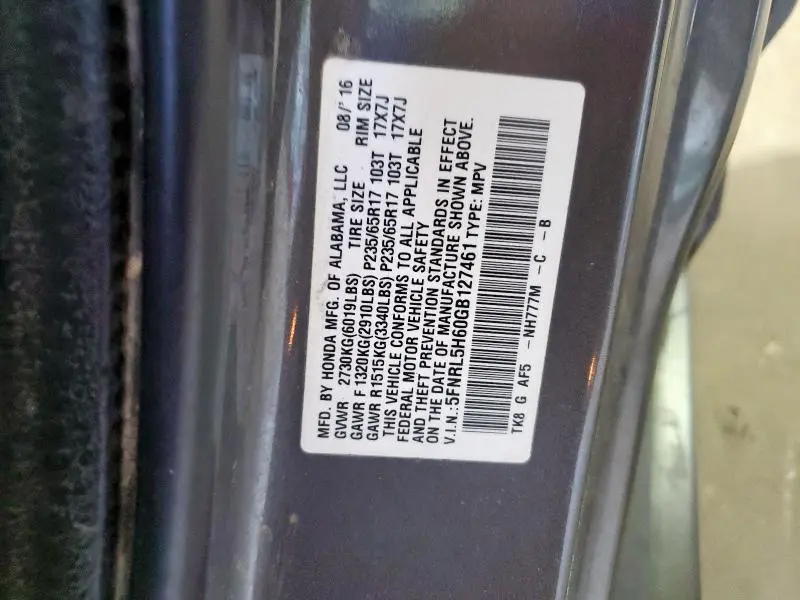 MFD. BY HONDA MFG. OF ALABAMA, LLC 08/16
GVWR 2730KG(6019LBS) TIRE SIZE RIM SIZE
GAWR F 1320KG(2910LBS) P235/65R17 103T 17X7J
GAWR R1515KG(3340LBS) P235/65R17 103T 17X7J
THIS VEHICLE CONFORMS TO ALL APPLICABLE
FEDERAL MOTOR VEHICLE SAFETY
AND THEFT PREVENTION STANDARDS IN EFFECT
ON THE DATE OF MANUFACTURE SHOWN ABOVE.
V.I.N.:5FNRL5H60GB127461 TYPE: MPV
TK8 G AF5 -NH777M -C -B